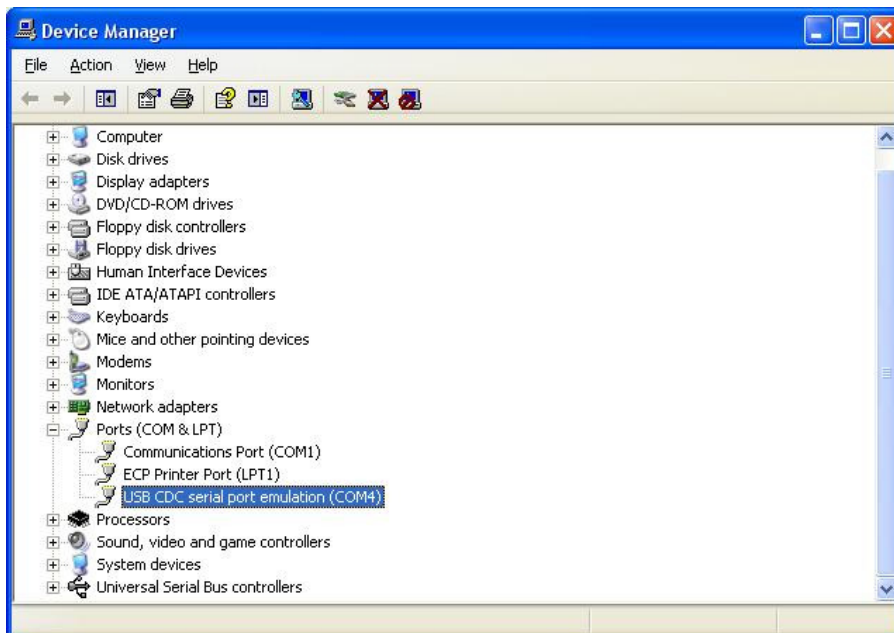 Device Manager
File Action View Help
Computer
Disk drives
Display adapters
DVD/CD-ROM drives
Floppy disk controllers
Floppy disk drives
Human Interface Devices
IDE ATA/ATAPI controllers
Keyboards
Mice and other pointing devices
Modems
Monitors
Network adapters
Ports (COM & LPT)
Communications Port (COM1)
ECP Printer Port (LPT1)
USB CDC serial port emulation (COM4)
Processors
Sound, video and game controllers
System devices
Universal Serial Bus controllers